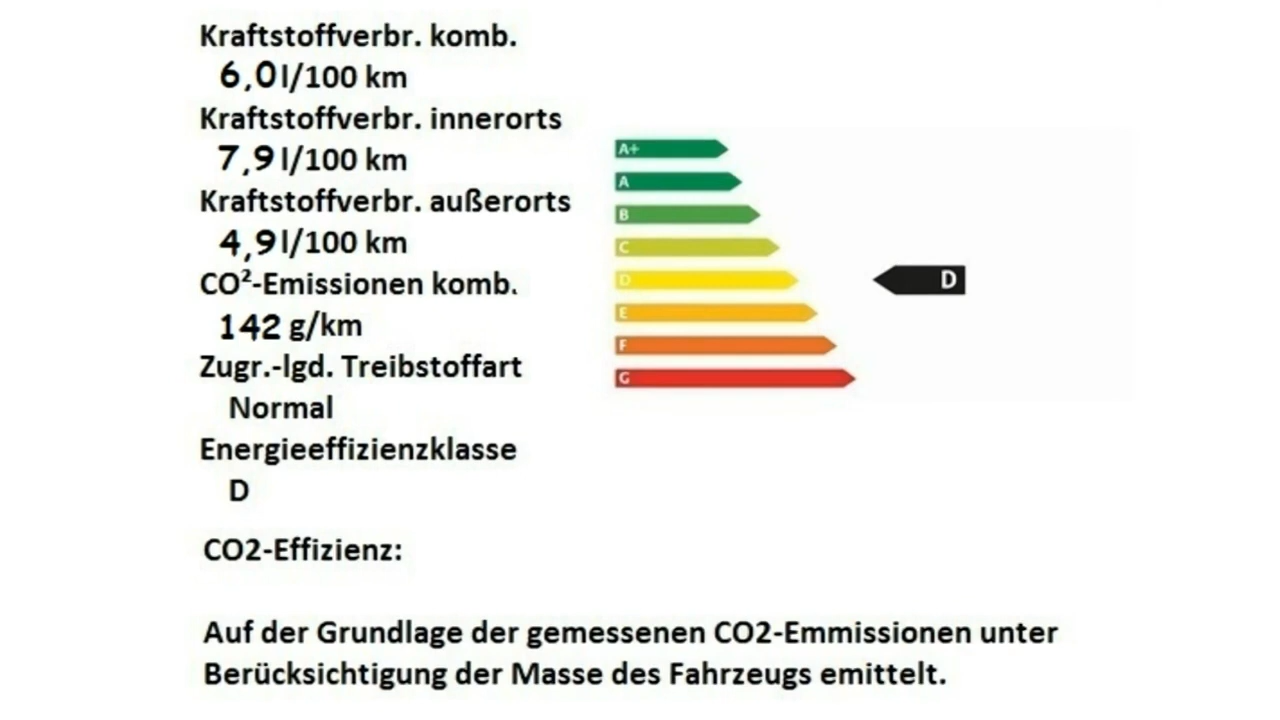 Kraftstoffverbr. komb.
6,0 l/100 km
Kraftstoffverbr. innerorts
7,9 l/100 km
Kraftstoffverbr. außerorts
4,9 l/100 km
CO²-Emissionen komb.
142 g/km
Zugr.-lgd. Treibstoffart
Normal
Energieeffizienzklasse
D
A+
A
B
C
D
D
E
F
G
CO2-Effizienz:
Auf der Grundlage der gemessenen CO2-Emmissionen unter
Berücksichtigung der Masse des Fahrzeugs emittelt.